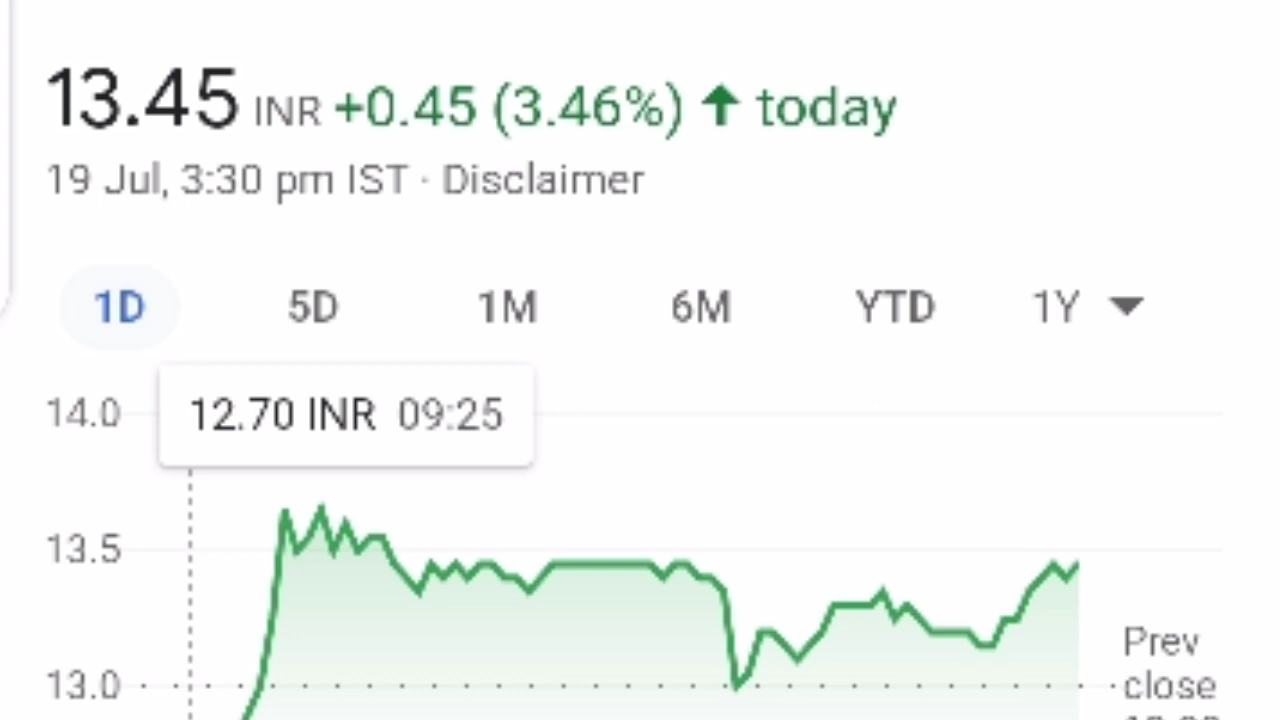 13.45 INR +0.45 (3.46%) ↑ today
19 Jul, 3:30 pm IST · Disclaimer
1D 5D 1M 6M YTD 1Y
12.70 INR 09:25
14.0
13.5
13.0
Prev
close